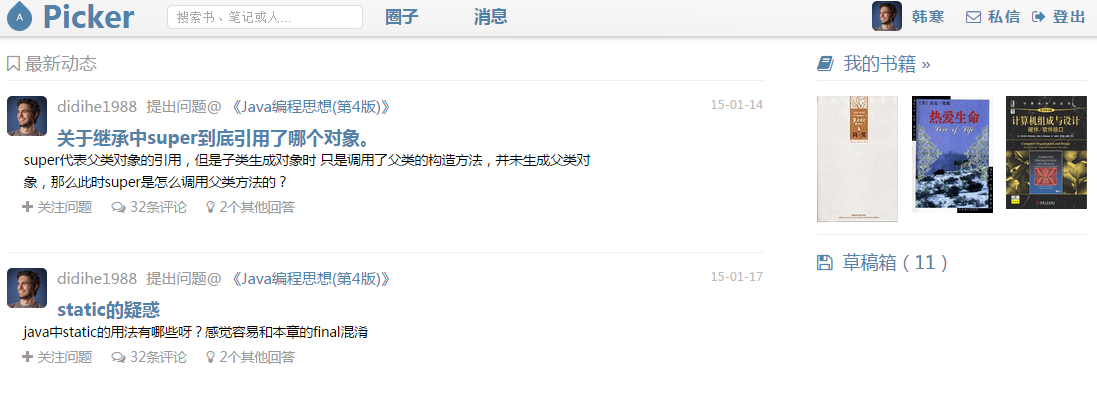 A Picker 搜索书、笔记或人... 圈子 消息 韩寒 私信 登出
最新动态
didihe1988 提出问题@ 《Java编程思想(第4版)》 15-01-14
关于继承中super到底引用了哪个对象。
super代表父类对象的引用，但是子类生成对象时 只是调用了父类的构造方法，并未生成父类对
象，那么此时super是怎么调用父类方法的？
关注问题 32条评论 2个其他回答
didihe1988 提出问题@ 《Java编程思想(第4版)》 15-01-17
static的疑惑
java中static的用法有哪些呀？感觉容易和本章的final混淆
关注问题 32条评论 2个其他回答
我的书籍 »
热爱生命
Love of Life
计算机组成与设计
硬件/软件接口
草稿箱（11）